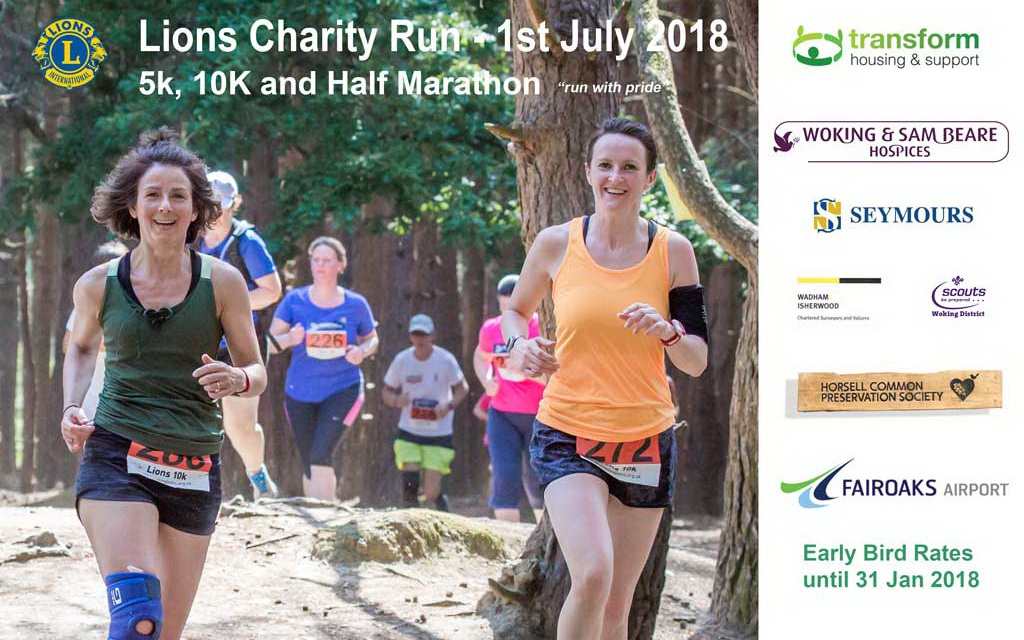 LIONS
L
INTERNATIONAL
Lions Charity Run - 1st July 2018
5k, 10K and Half Marathon "run with pride"
transform
housing & support
WOKING & SAM BEARE
HOSPICES
SEYMOURS
WADHAM
ISHERWOOD
Chartered Surveyors and Valuers
scouts
be prepared...
Woking District
HORSELL COMMON
PRESERVATION SOCIETY
FAIROAKS AIRPORT
Early Bird Rates
until 31 Jan 2018
226
272
10K
Lions 10k